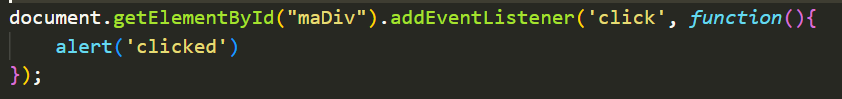 document.getElementById("maDiv").addEventListener('click', function(){
    alert('clicked')
});